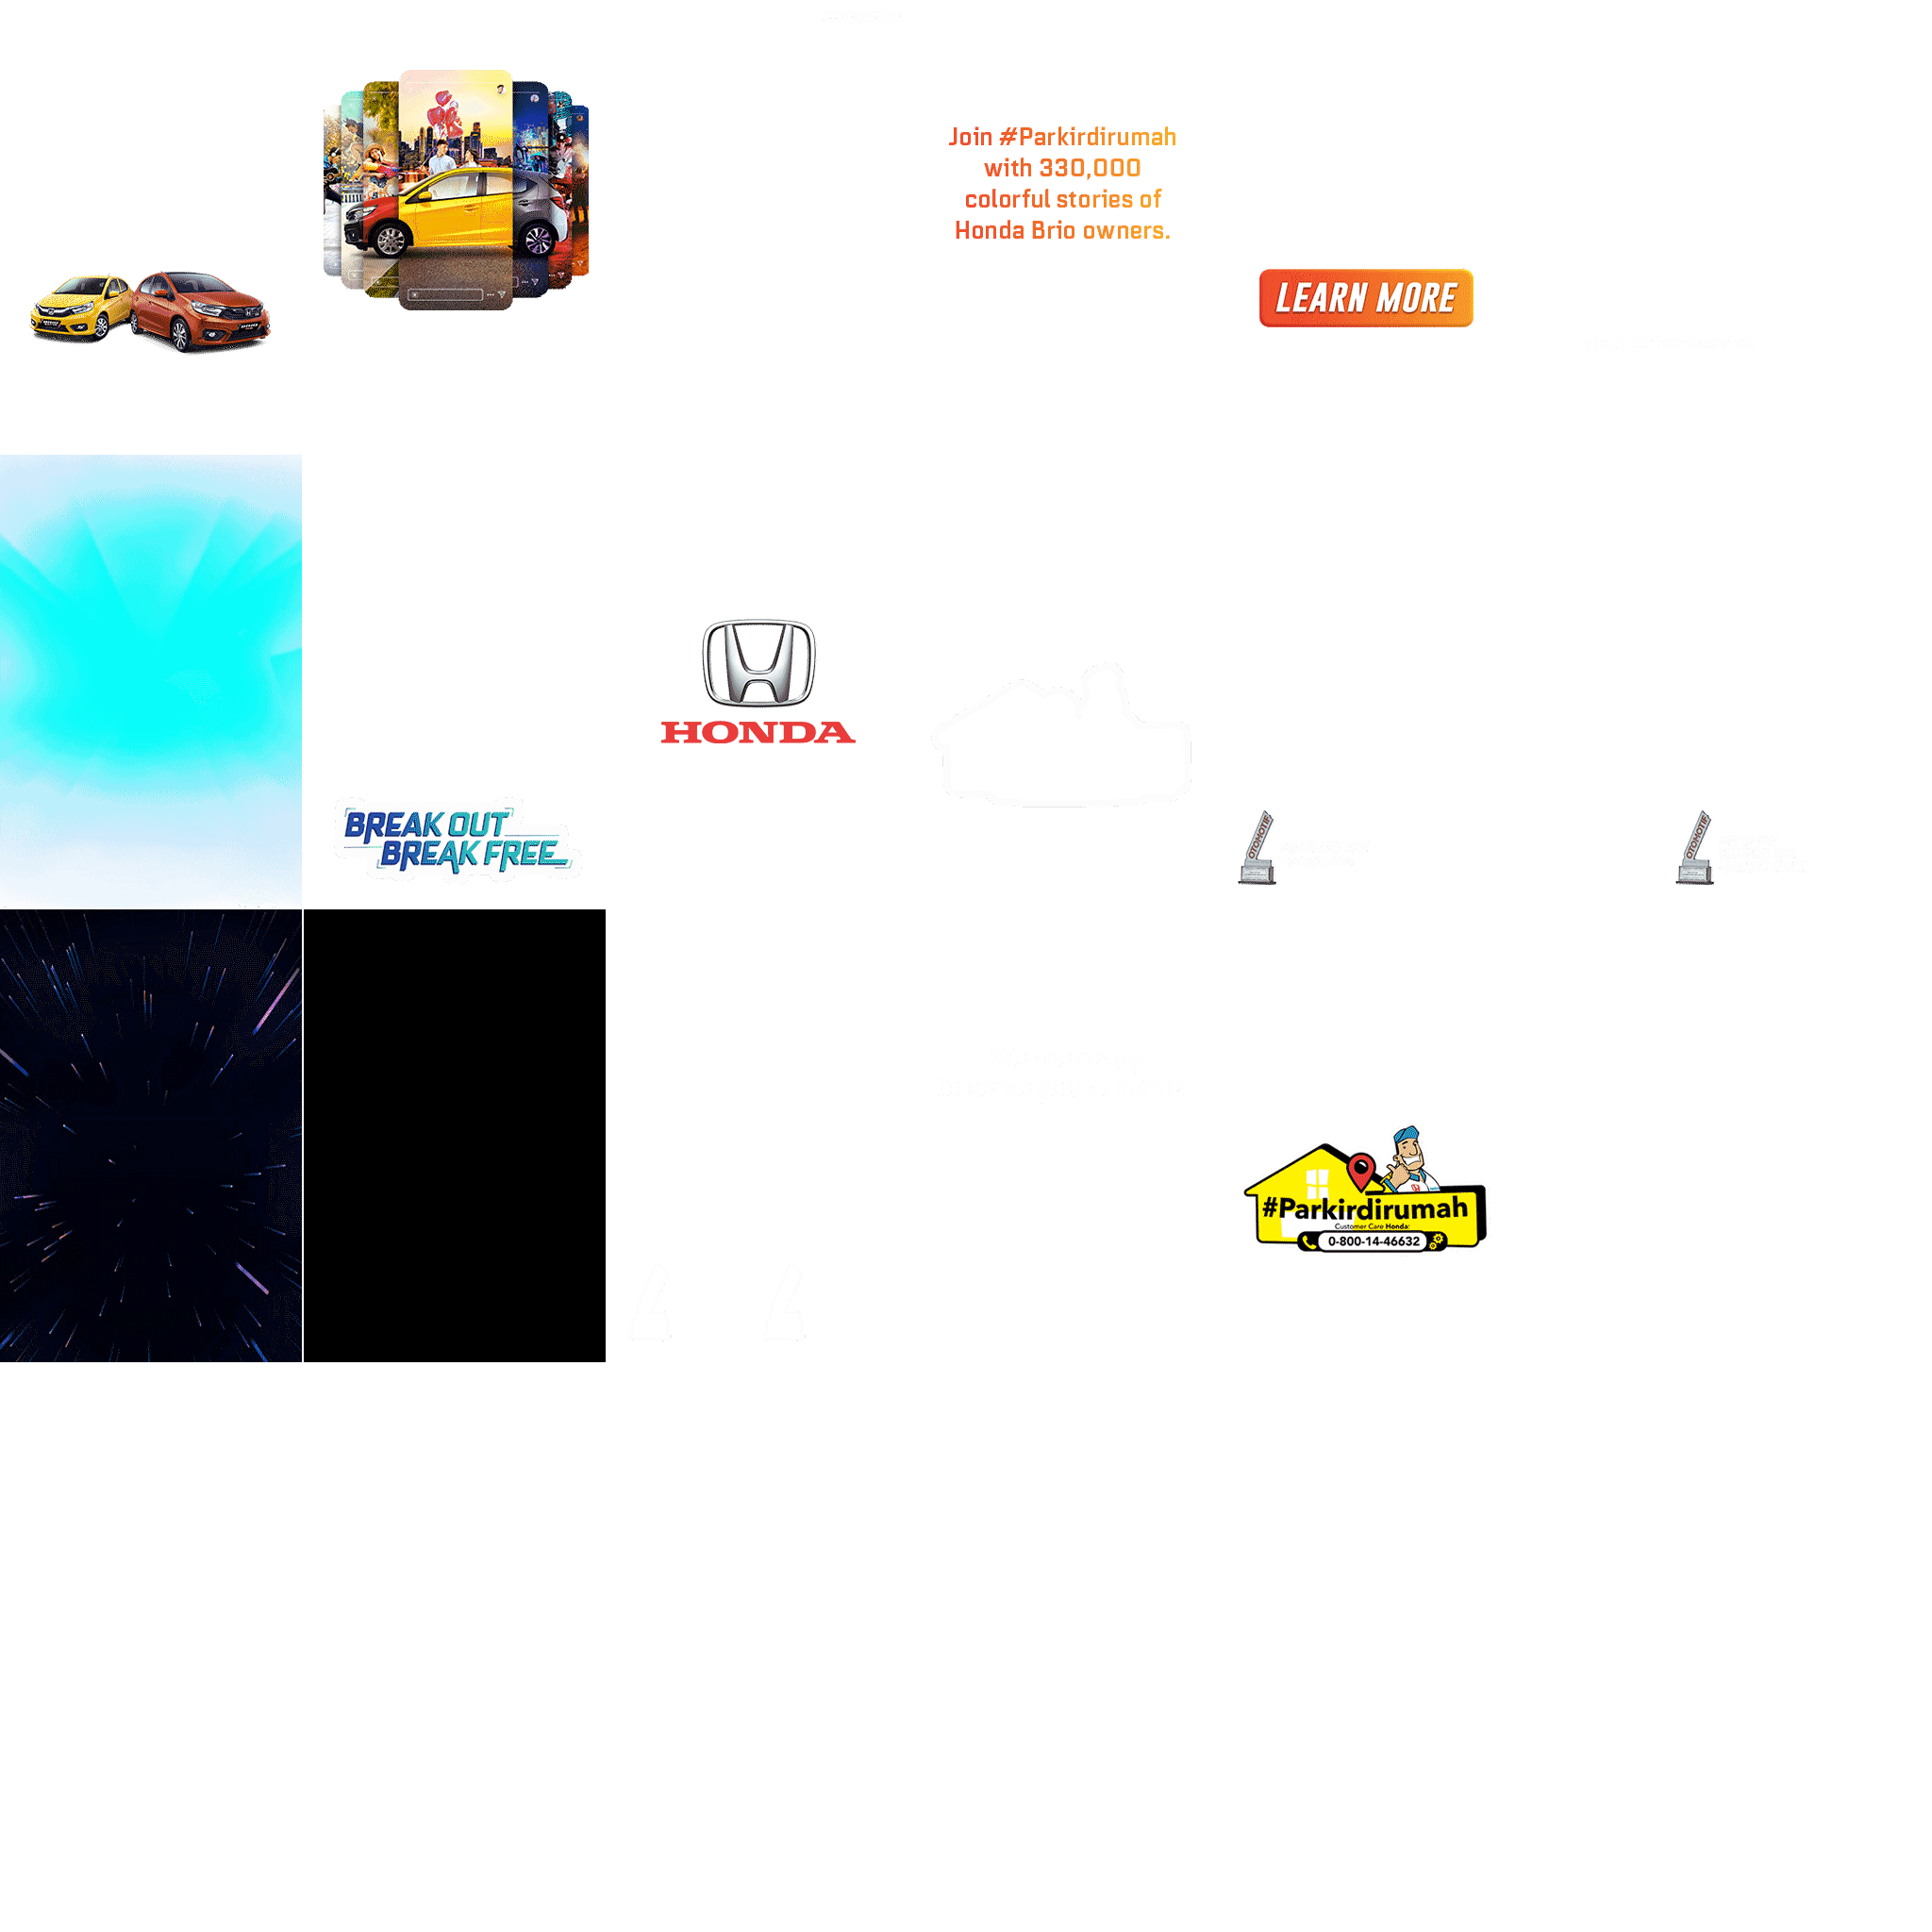 Join #Parkirdirumah
with 330,000
colorful stories of
Honda Brio owners.
LEARN MORE
HONDA
BREAK OUT
BREAK FREE
OTOMOTIF
OTOMOTIF
#Parkirdirumah
Customer Care Honda:
0-800-14-46632